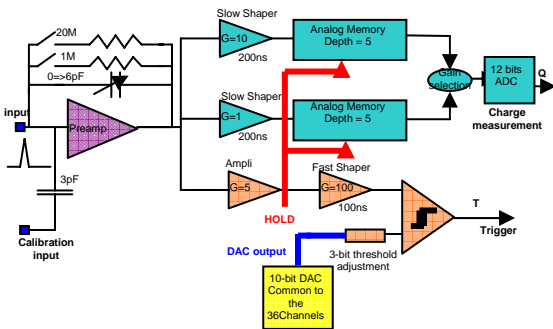 Slow Shaper
20M
G=10
Analog Memory
Depth = 5
1M
200ns
0=>6pF
Slow Shaper
Gain
selection
12 bits
ADC
Q
input
Preamp
G=1
Analog Memory
Depth = 5
Charge
measurement
200ns
Ampli
Fast Shaper
3pF
G=5
G=100
100ns
T
HOLD
Trigger
Calibration
input
DAC output
3-bit threshold
adjustment
10-bit DAC
Common to
the
36Channels